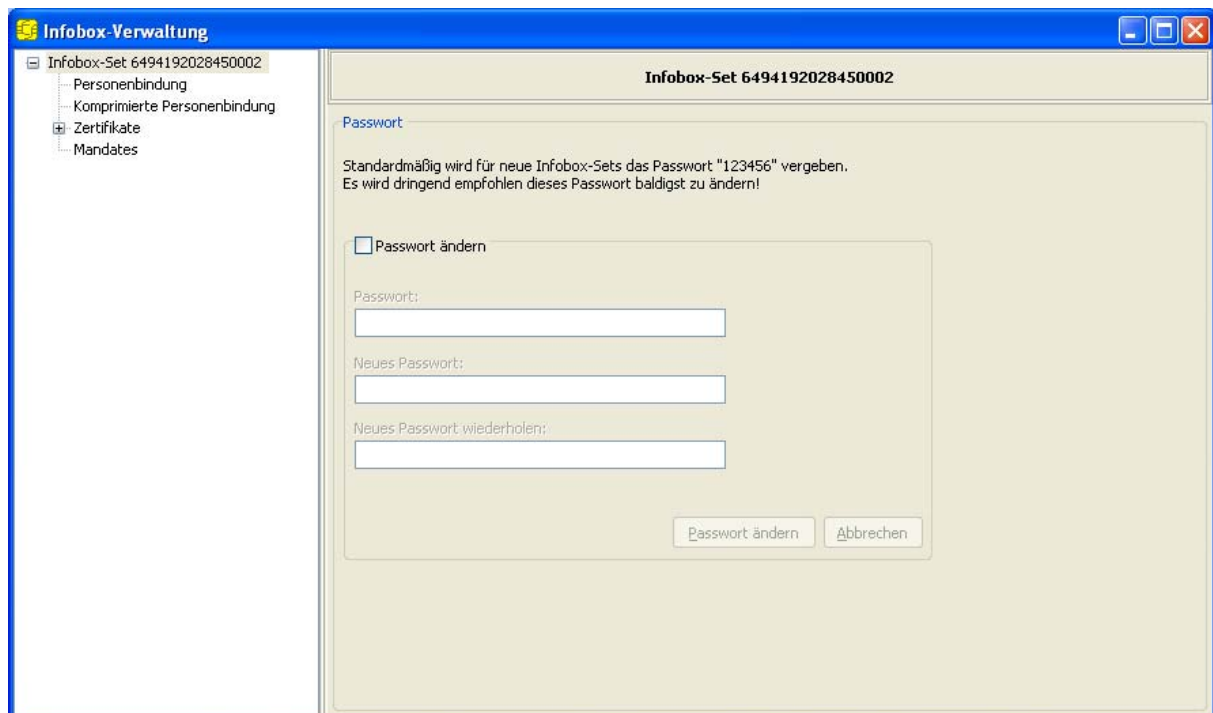 Infobox-Verwaltung
Infobox-Set 6494192028450002
Personenbindung
Komprimierte Personenbindung
Zertifikate
Mandates
Infobox-Set 6494192028450002
Passwort
Standardmäßig wird für neue Infobox-Sets das Passwort "123456" vergeben.
Es wird dringend empfohlen dieses Passwort baldigst zu ändern!
Passwort ändern
Passwort:
Neues Passwort:
Neues Passwort wiederholen:
Passwort ändern Abbrechen